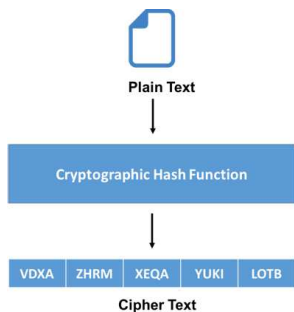 Plain Text
Cryptographic Hash Function
VDXA ZHRM XEQA YUKI LOTB
Cipher Text